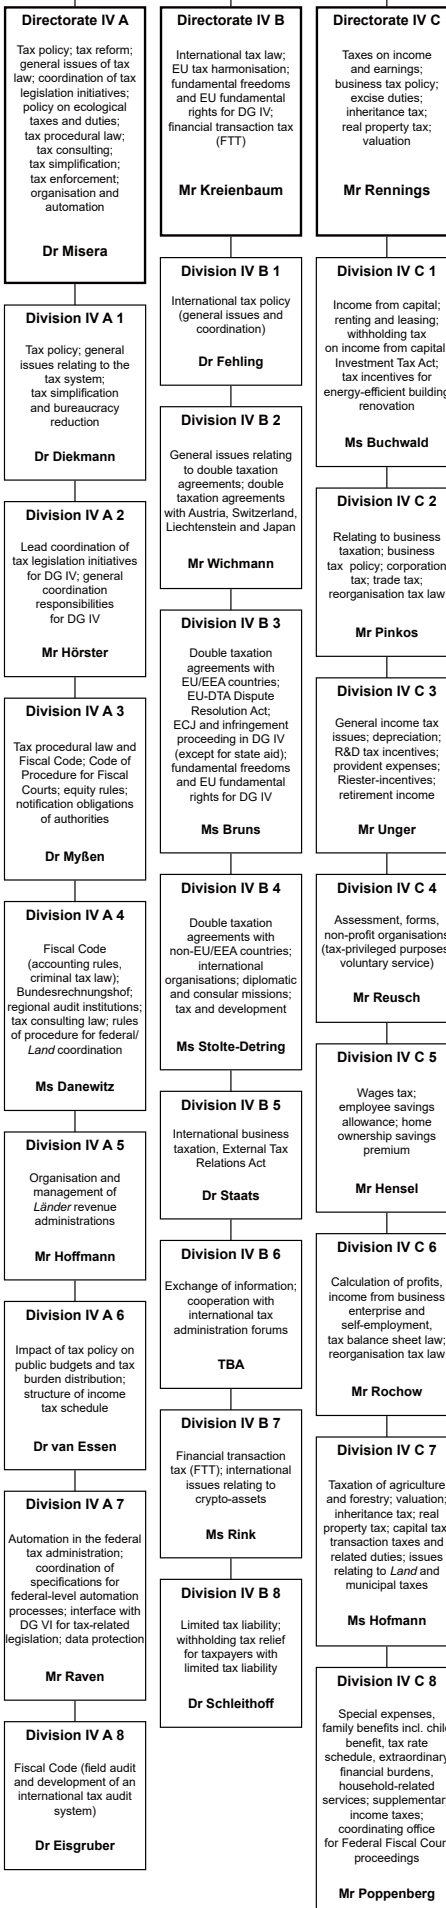 Directorate IV A
Tax policy; tax reform;
general issues of tax
law; coordination of tax
legislation initiatives;
policy on ecological
taxes and duties;
tax procedural law;
tax consulting;
tax simplification;
tax enforcement;
organisation and
automation
Dr Misera
Division IV A 1
Tax policy; general
issues relating to the
tax system;
tax simplification
and bureaucracy
reduction
Dr Diekmann
Division IV A 2
Lead coordination of
tax legislation initiatives
for DG IV; general
coordination
responsibilities
for DG IV
Mr Hörster
Division IV A 3
Tax procedural law and
Fiscal Code; Code of
Procedure for Fiscal
Courts; equity rules;
notification obligations
of authorities
Dr Myßen
Division IV A 4
Fiscal Code
(accounting rules,
criminal tax law);
Bundesrechnungshof;
regional audit institutions;
tax consulting law; rules
of procedure for federal/
Land coordination
Ms Danewitz
Division IV A 5
Organisation and
management of
Länder revenue
administrations
Mr Hoffmann
Division IV A 6
Impact of tax policy on
public budgets and tax
burden distribution;
structure of income
tax schedule
Dr van Essen
Division IV A 7
Automation in the federal
tax administration;
coordination of
specifications for
federal-level automation
processes; interface with
DG VI for tax-related
legislation; data protection
Mr Raven
Division IV A 8
Fiscal Code (field audit
and development of an
international tax audit
system)
Dr Eisgruber
Directorate IV B
International tax law;
EU tax harmonisation;
fundamental freedoms
and EU fundamental
rights for DG IV;
financial transaction tax
(FTT)
Mr Kreienbaum
Division IV B 1
International tax policy
(general issues and
coordination)
Dr Fehling
Division IV B 2
General issues relating
to double taxation
agreements; double
taxation agreements
with Austria, Switzerland,
Liechtenstein and Japan
Mr Wichmann
Division IV B 3
Double taxation
agreements with
EU/EEA countries;
EU-DTA Dispute
Resolution Act;
ECJ and infringement
proceeding in DG IV
(except for state aid);
fundamental freedoms
and EU fundamental
rights for DG IV
Ms Bruns
Division IV B 4
Double taxation
agreements with
non-EU/EEA countries;
international
organisations; diplomatic
and consular missions;
tax and development
Ms Stolte-Detring
Division IV B 5
International business
taxation, External Tax
Relations Act
Dr Staats
Division IV B 6
Exchange of information;
cooperation with
international tax
administration forums
TBA
Division IV B 7
Financial transaction
tax (FTT); international
issues relating to
crypto-assets
Ms Rink
Division IV B 8
Limited tax liability;
withholding tax relief
for taxpayers with
limited tax liability
Dr Schleithoff
Directorate IV C
Taxes on income
and earnings;
business tax policy;
excise duties;
inheritance tax;
real property tax;
valuation
Mr Rennings
Division IV C 1
Income from capital;
renting and leasing;
withholding tax
on income from capital
Investment Tax Act;
tax incentives for
energy-efficient building
renovation
Ms Buchwald
Division IV C 2
Relating to business
taxation; business
tax policy; corporation
tax; trade tax;
reorganisation tax law
Mr Pinkos
Division IV C 3
General income tax
issues; depreciation;
R&D tax incentives;
provident expenses;
Riester-incentives;
retirement income
Mr Unger
Division IV C 4
Assessment, forms,
non-profit organisations
(tax-privileged purposes
voluntary service)
Mr Reusch
Division IV C 5
Wages tax;
employee savings
allowance; home
ownership savings
premium
Mr Hensel
Division IV C 6
Calculation of profits,
income from business
enterprise and
self-employment,
tax balance sheet law;
reorganisation tax law
Mr Rochow
Division IV C 7
Taxation of agriculture
and forestry; valuation;
inheritance tax; real
property tax; capital tax
transaction taxes and
related duties; issues
relating to Land and
municipal taxes
Ms Hofmann
Division IV C 8
Special expenses,
family benefits incl.
benefit, tax rate
schedule, extraordinary
financial burdens,
household-related
services;
income taxes;
coordinating office
for Federal Fiscal
proceedings
Mr Poppenberg